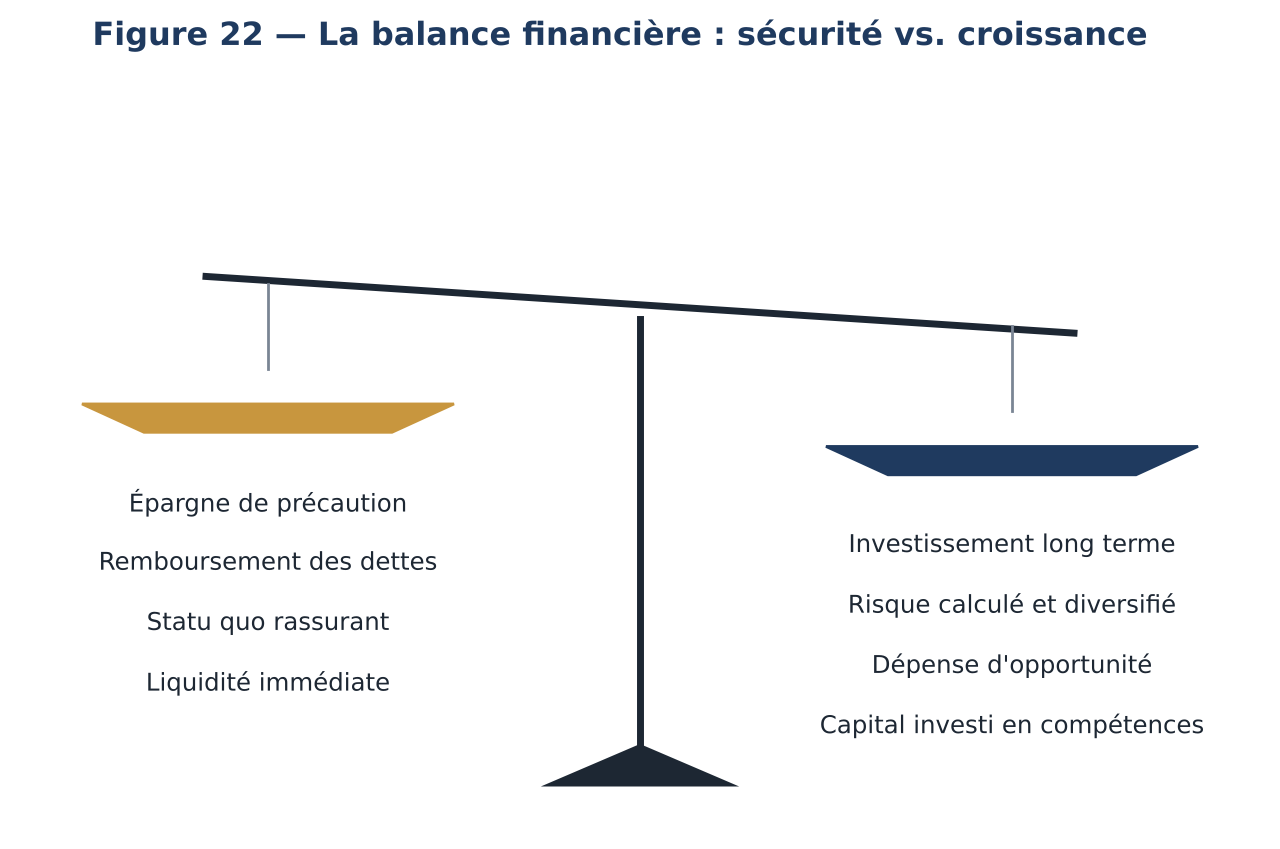 Figure 22 — La balance financière : sécurité vs. croissance
Épargne de précaution
Remboursement des dettes
Statu quo rassurant
Liquidité immédiate
Investissement long terme
Risque calculé et diversifié
Dépense d'opportunité
Capital investi en compétences